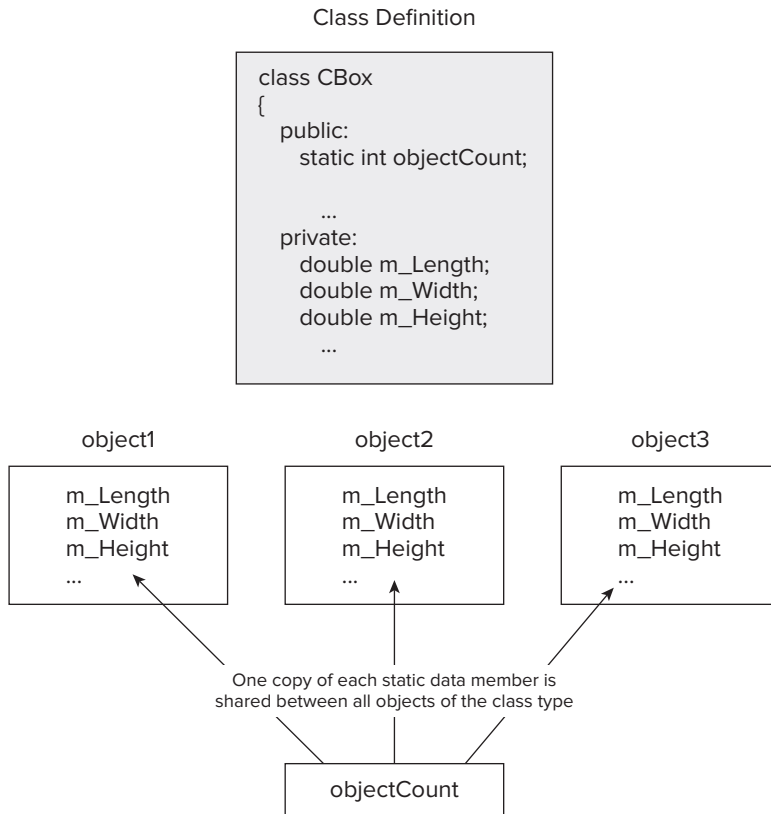 Class Definition
class CBox
{
public:
static int objectCount;
...
private:
double m_Length;
double m_Width;
double m_Height;
...
object1
object2
object3
m_Length
m_Width
m_Height
...
m_Length
m_Width
m_Height
...
m_Length
m_Width
m_Height
...
One copy of each static data member is
shared between all objects of the class type
objectCount